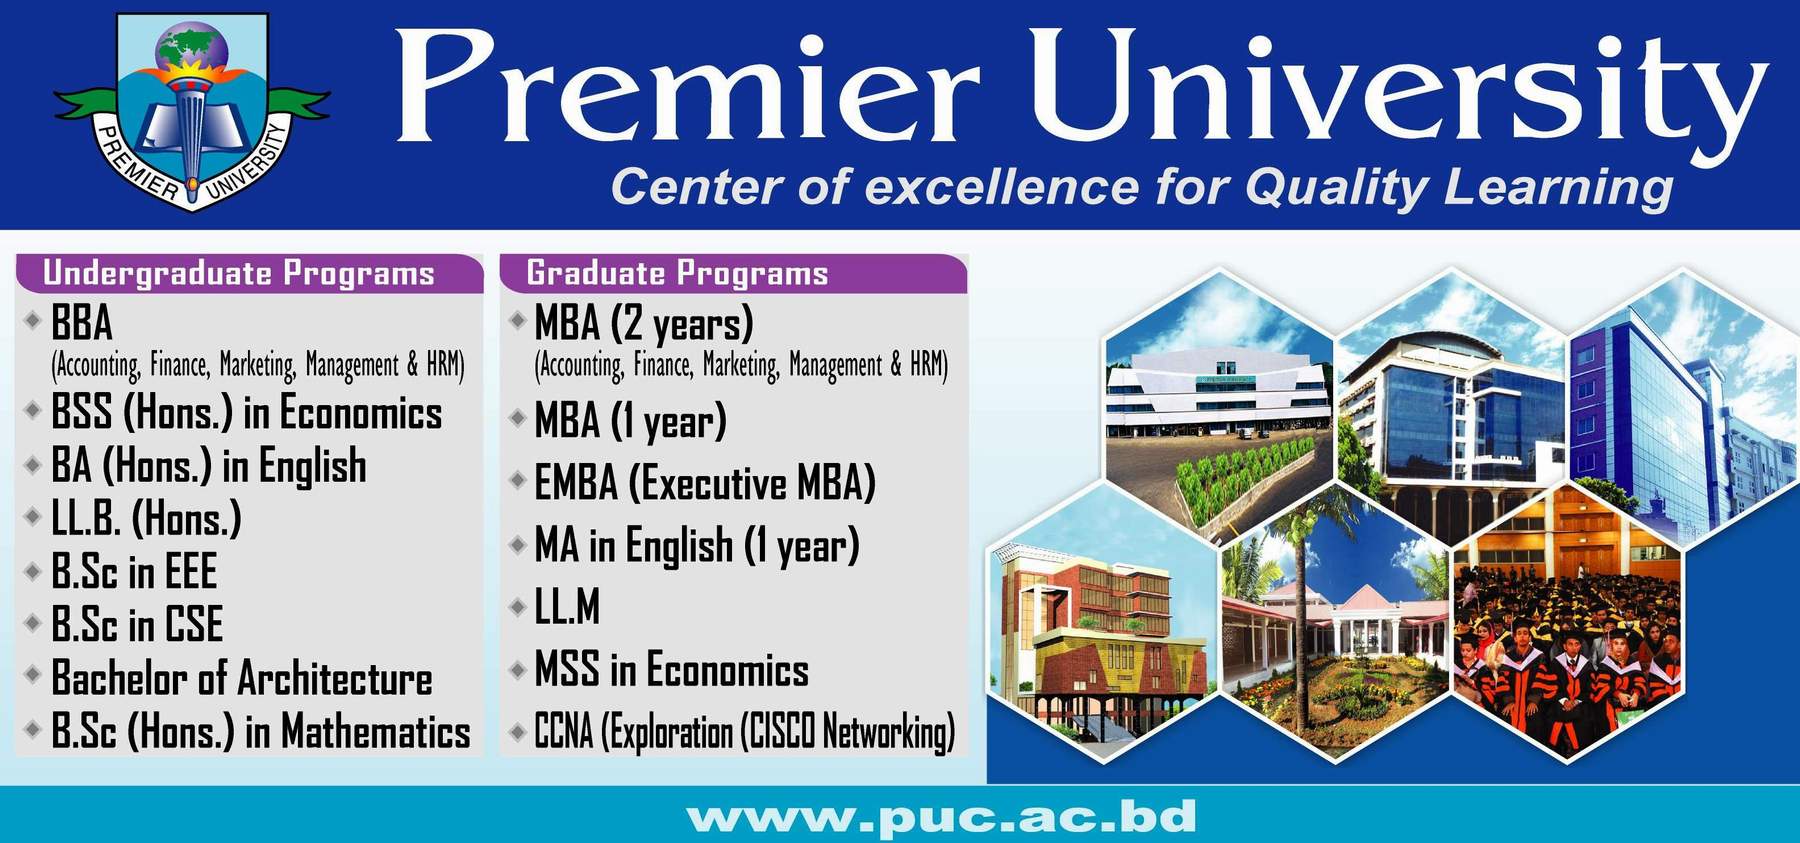 PREMIER UNIVERSITY
Premier University
Center of excellence for Quality Learning
Undergraduate Programs
BBA
(Accounting, Finance, Marketing, Management & HRM)
BSS (Hons.) in Economics
BA (Hons.) in English
LL.B. (Hons.)
B.Sc in EEE
B.Sc in CSE
Bachelor of Architecture
B.Sc (Hons.) in Mathematics
Graduate Programs
MBA (2 years)
(Accounting, Finance, Marketing, Management & HRM)
MBA (1 year)
EMBA (Executive MBA)
MA in English (1 year)
LL.M
MSS in Economics
CCNA (Exploration (CISCO Networking)
www.puc.ac.bd